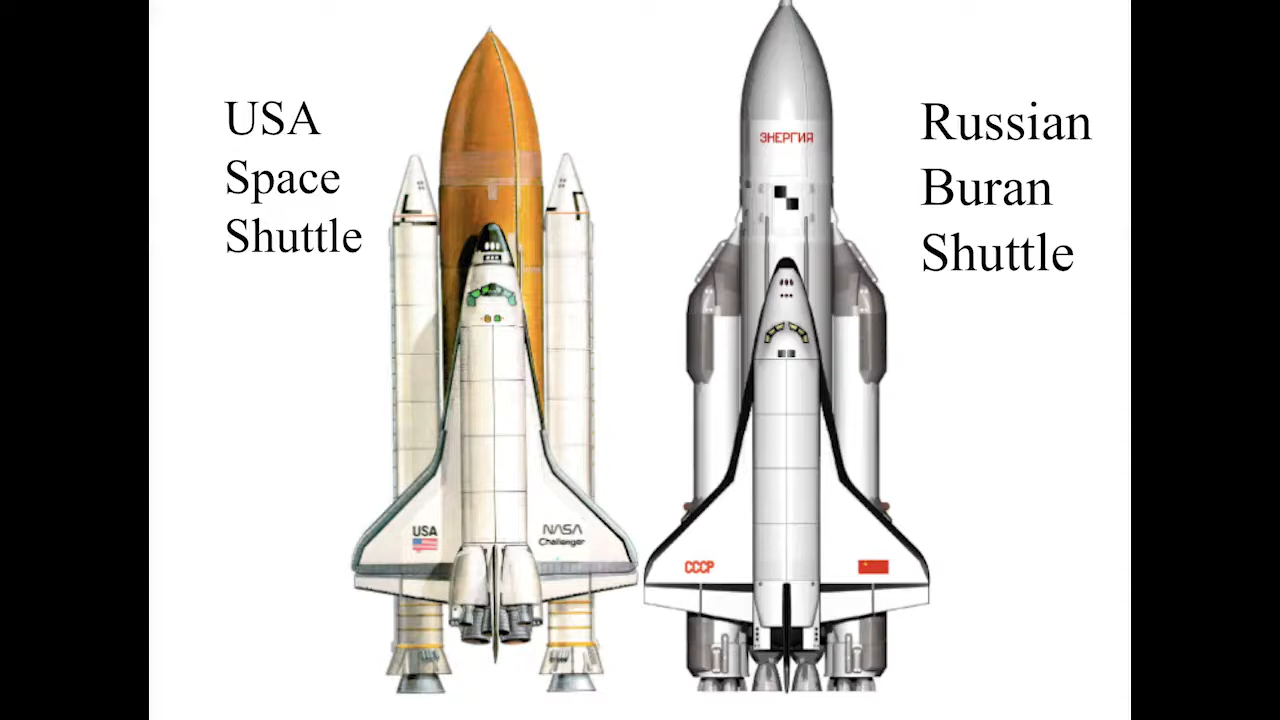 USA
Space
Shuttle
Russian
Buran
Shuttle
ЭНЕРГИЯ
USA
NASA
Challenger
СССР